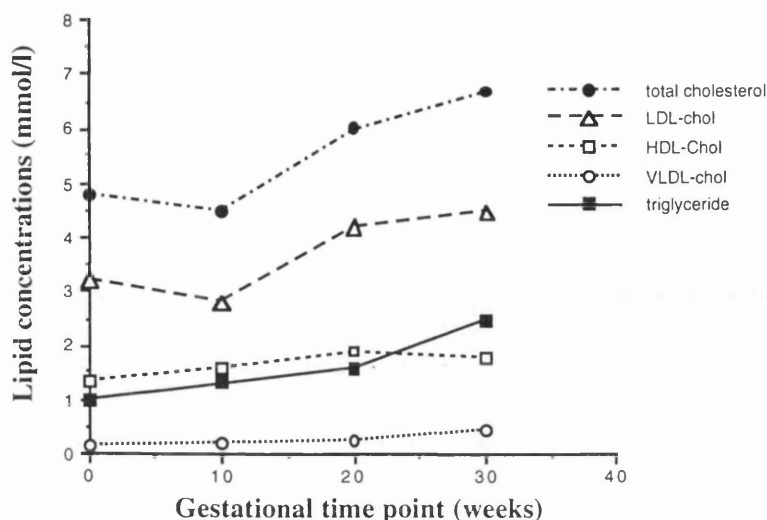 Lipid concentrations (mmol/l)
8
7
6
5
4
3
2
1
0
0 10 20 30 40
Gestational time point (weeks)
total cholesterol
LDL-chol
HDL-Chol
VLDL-chol
triglyceride